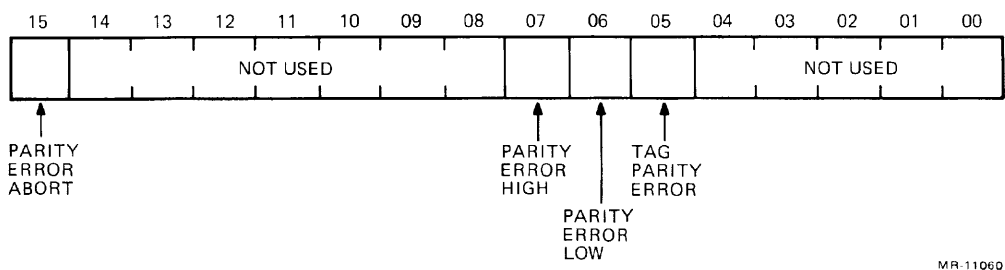 15 14 13 12 11 10 09 08 07 06 05 04 03 02 01 00
NOT USED NOT USED
PARITY
ERROR
ABORT
PARITY
ERROR
HIGH
PARITY
ERROR
LOW
TAG
PARITY
ERROR
MR-11060